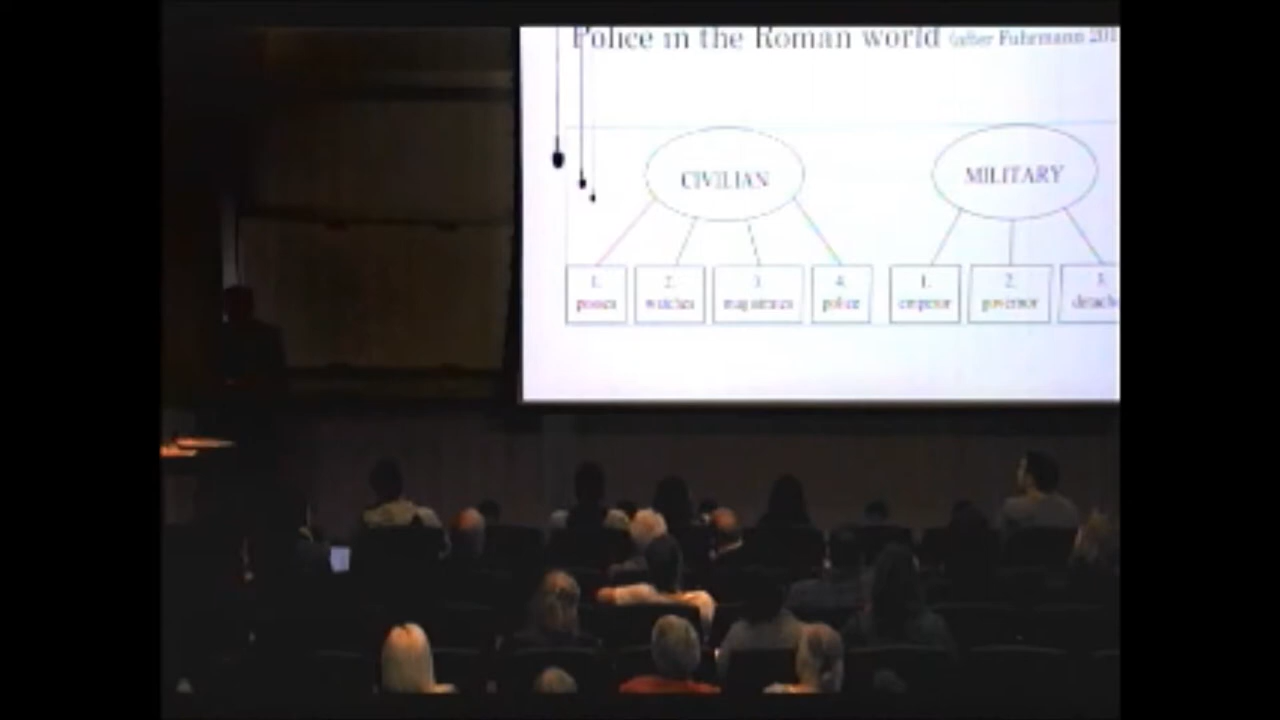 Police in the Roman world (after Fuhrmann 201
CIVILIAN
MILITARY
1.
posses
2.
watches
3.
magistrates
4.
police
1.
emperor
2.
governor
3.
detach